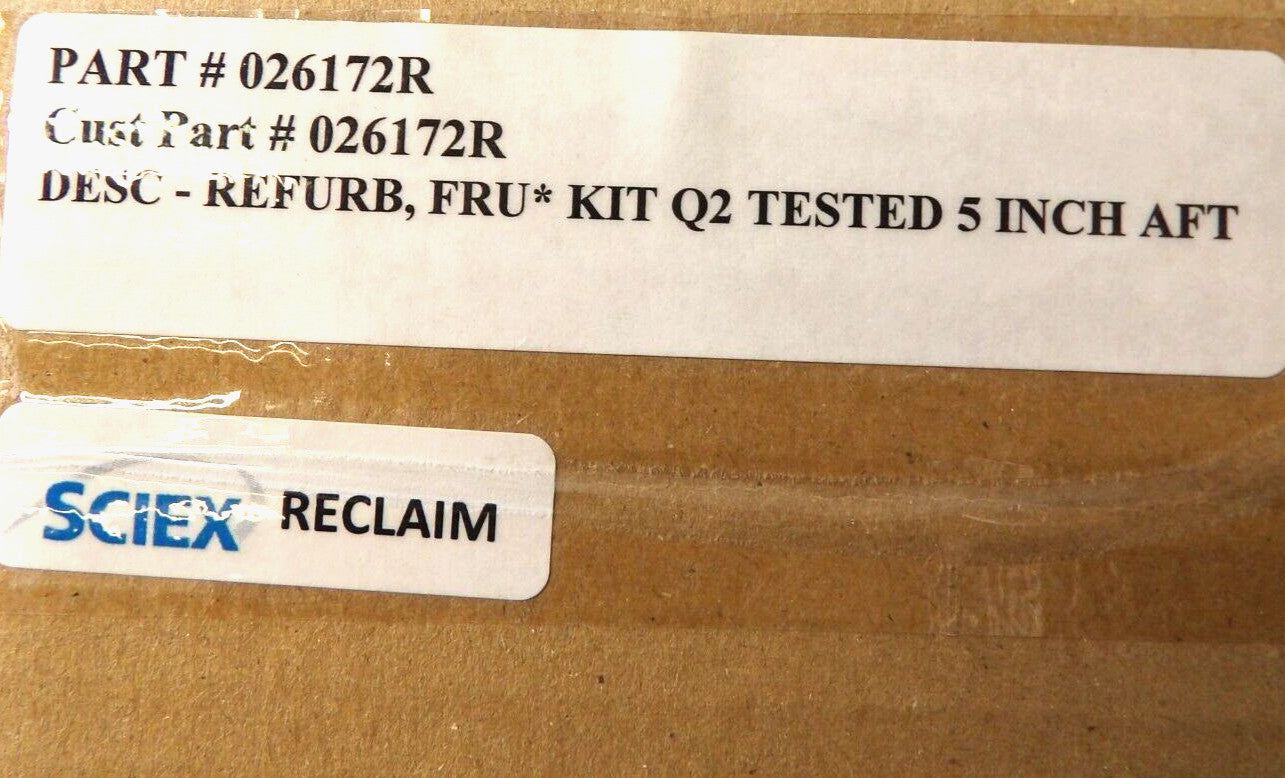 PART # 026172R
Cust Part # 026172R
DESC - REFURB, FRU* KIT Q2 TESTED 5 INCH AFT
SCIEX RECLAIM